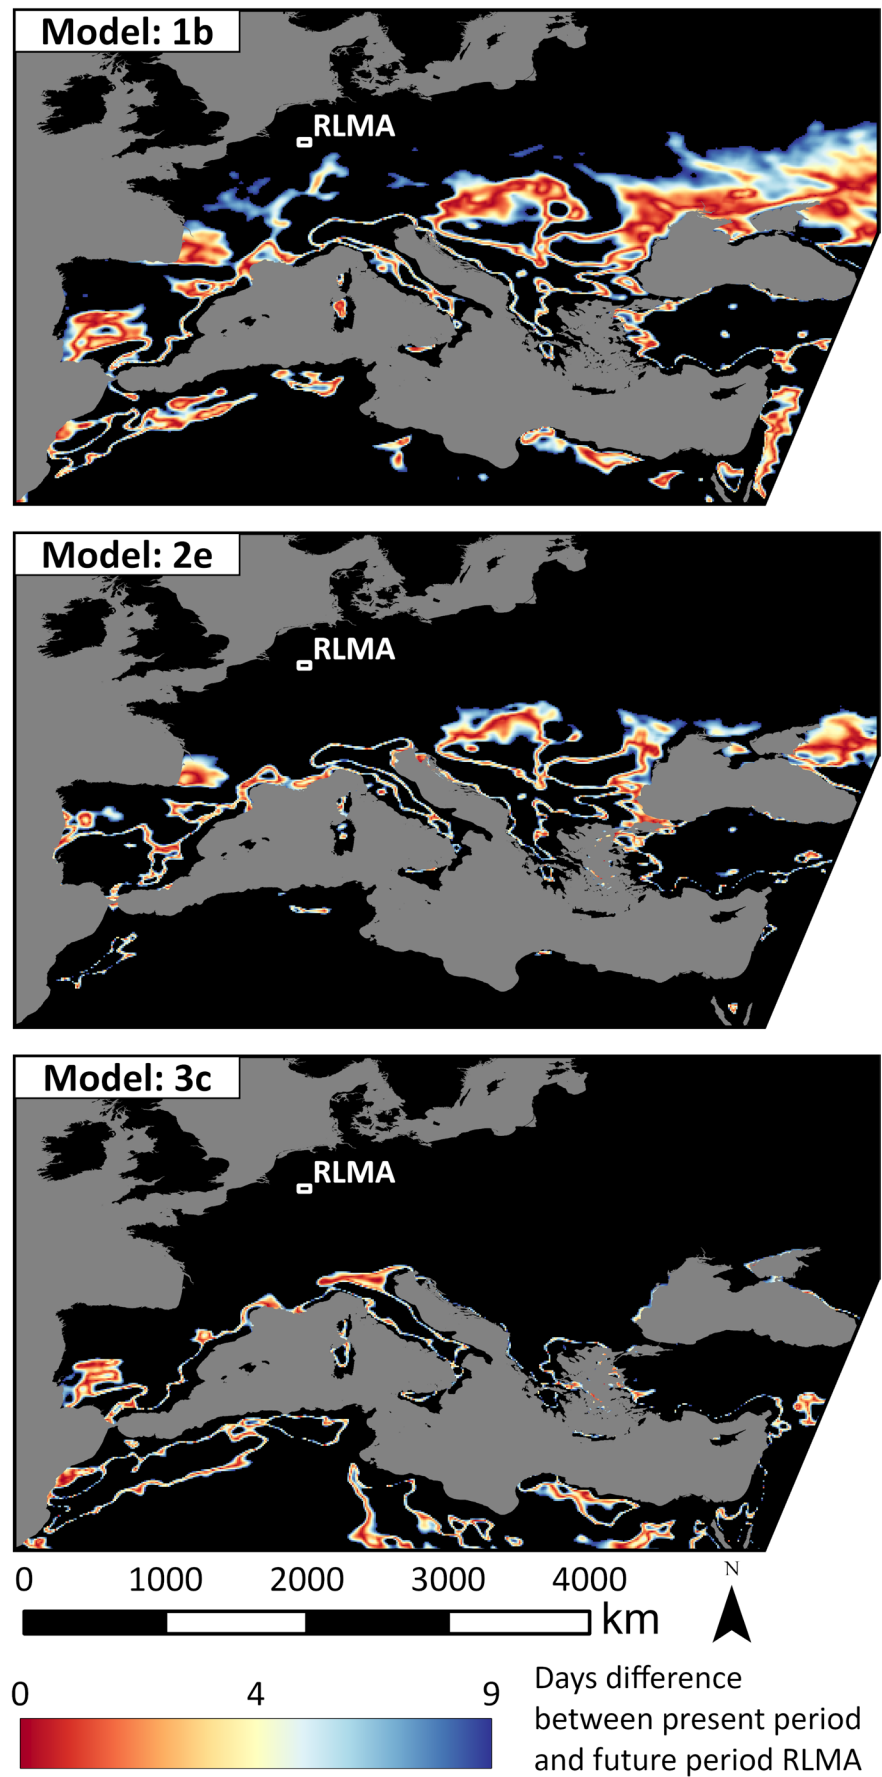 Model: 1b
RLMA
Model: 2e
RLMA
Model: 3c
RLMA
0 1000 2000 3000 4000
km
N
0 4 9
Days difference
between present period
and future period RLMA